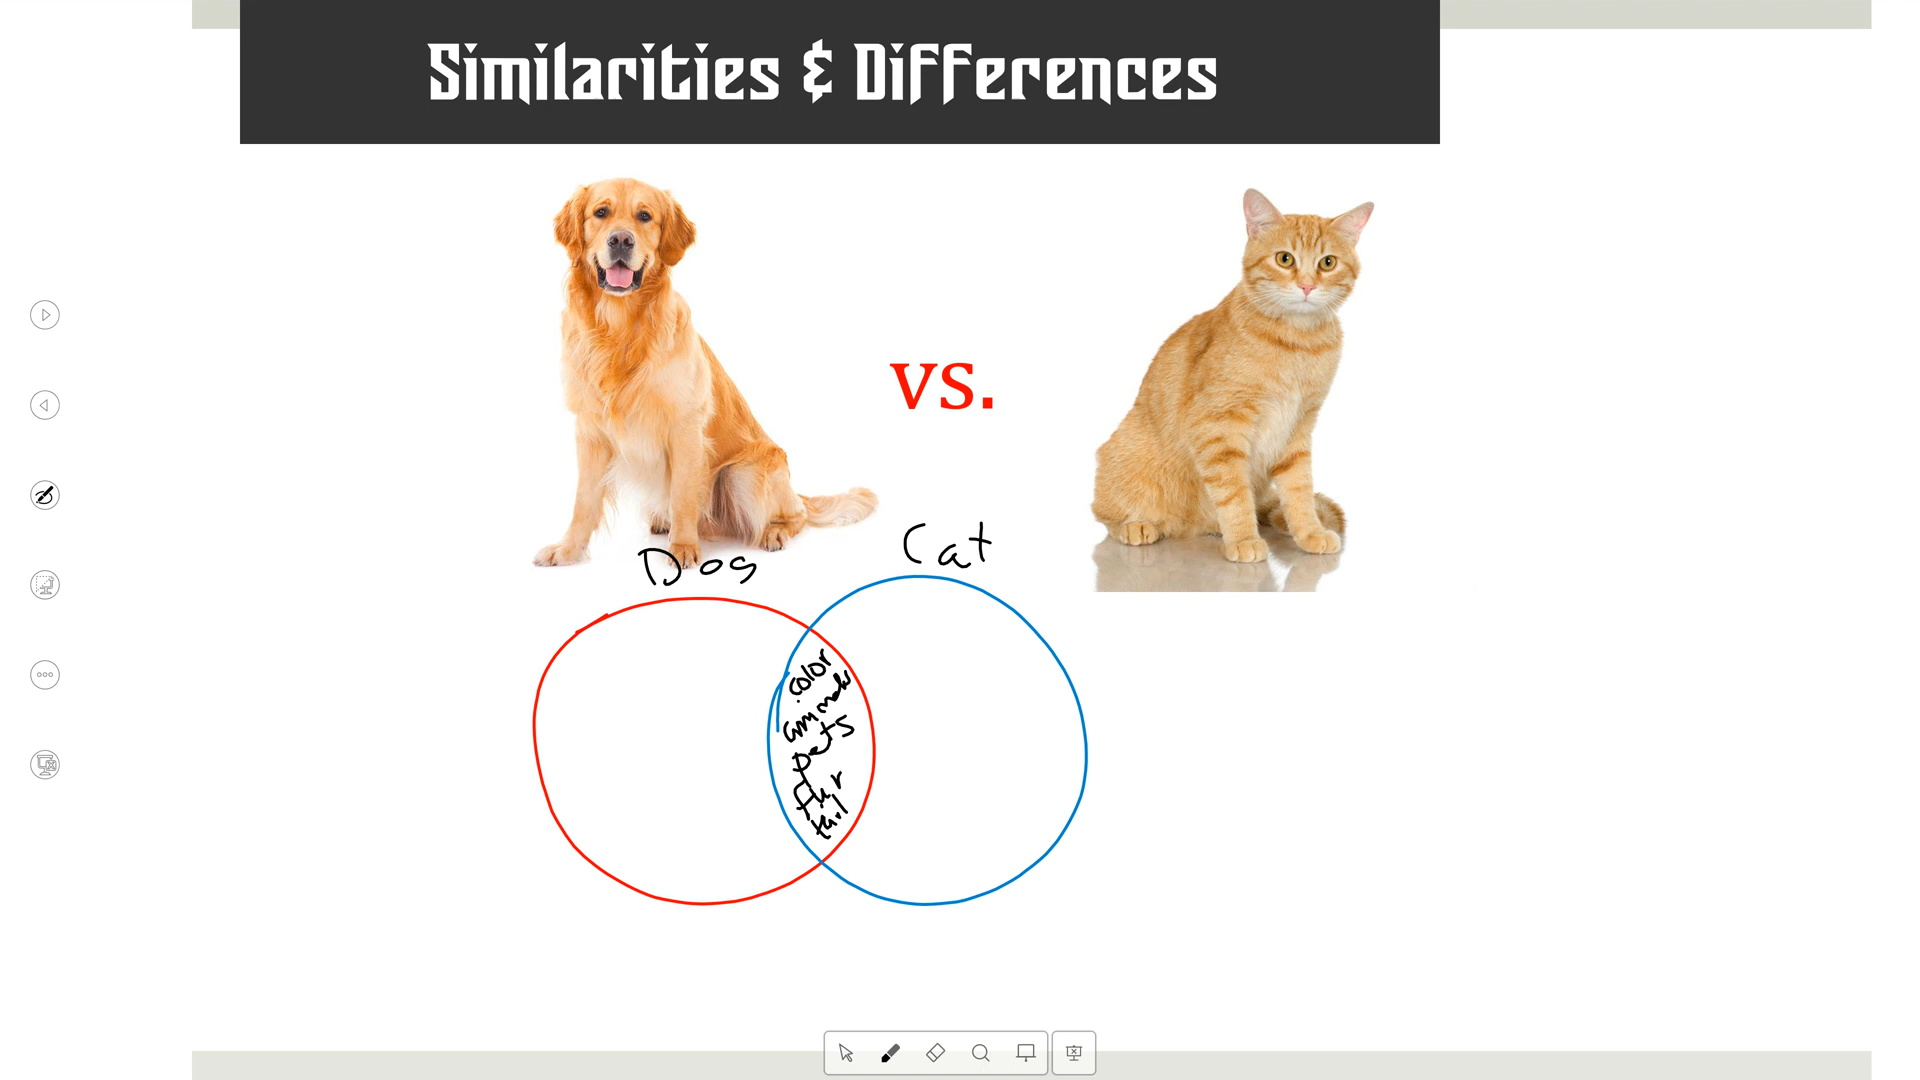 Similarities & Differences
vs.
Dog
Cat
color
animals
pets
fur
tail